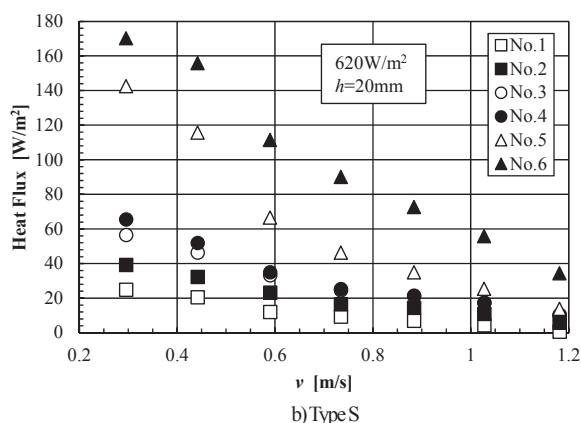 180
160
140
120
100
80
60
40
20
0
Heat Flux [W/m²]
620W/m²
h=20mm
No.1
No.2
No.3
No.4
No.5
No.6
0.2 0.4 0.6 0.8 1 1.2
v [m/s]
b) Type S